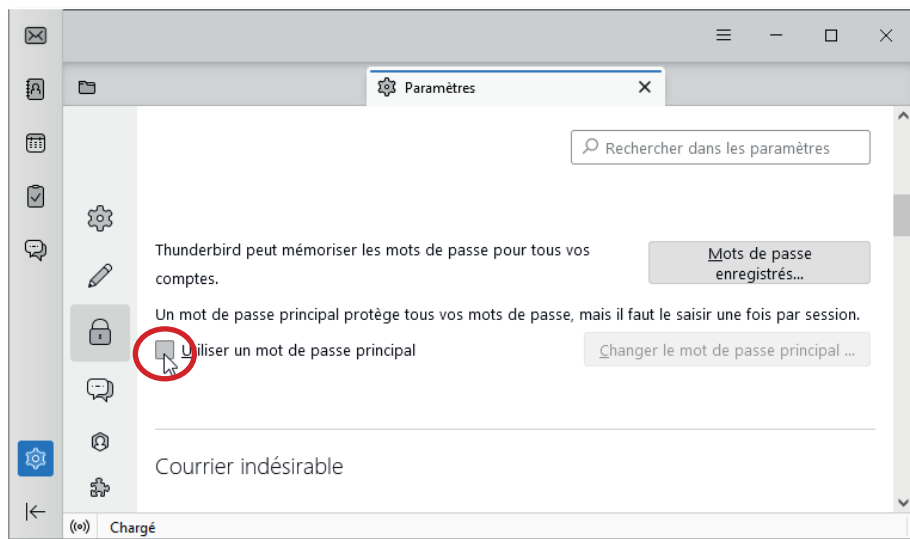 Paramètres
Rechercher dans les paramètres
Thunderbird peut mémoriser les mots de passe pour tous vos
comptes.
Mots de passe
enregistrés...
Un mot de passe principal protège tous vos mots de passe, mais il faut le saisir une fois par session.
Utiliser un mot de passe principal
Changer le mot de passe principal ...
Courrier indésirable
Chargé